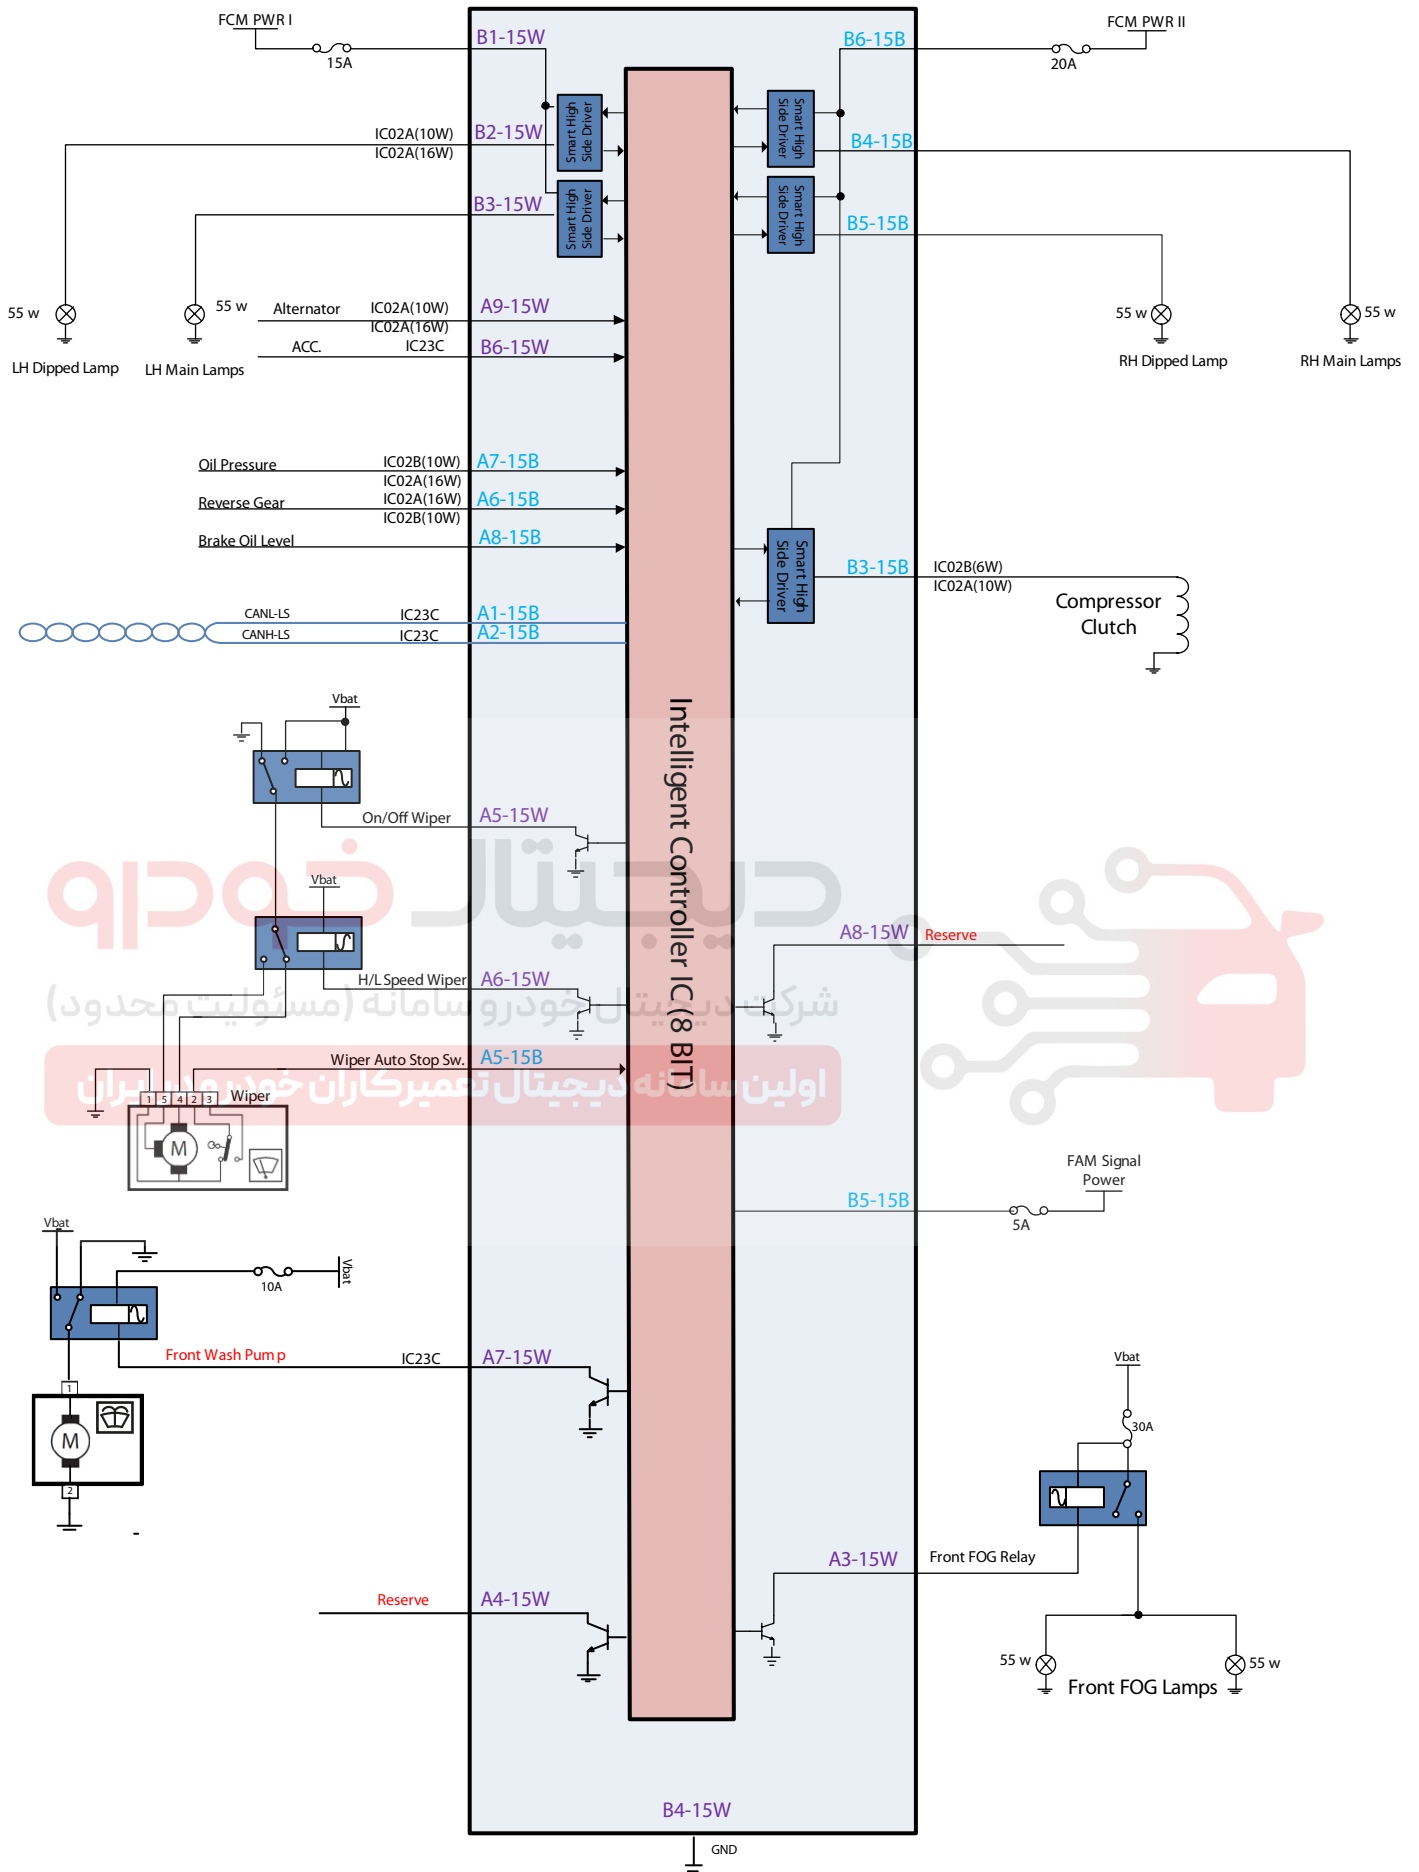 FCM PWR I
15A
B1-15W
B6-15B
20A
FCM PWR II
Smart High
Side Driver
Smart High
Side Driver
IC02A(10W)
IC02A(16W)
B2-15W
B4-15B
Smart High
Side Driver
Smart High
Side Driver
B3-15W
B5-15B
55 w
LH Dipped Lamp
55 w
LH Main Lamps
55 w
RH Dipped Lamp
55 w
RH Main Lamps
Alternator
IC02A(10W)
IC02A(16W)
A9-15W
ACC.
IC23C
B6-15W
Oil Pressure
IC02B(10W)
IC02A(16W)
A7-15B
Reverse Gear
IC02A(16W)
IC02B(10W)
A6-15B
Brake Oil Level
A8-15B
Smart High
Side Driver
B3-15B
IC02B(6W)
IC02A(10W)
Compressor
Clutch
CANL-LS
IC23C
A1-15B
CANH-LS
IC23C
A2-15B
Intelligent Controller IC (8 BIT)
Vbat
On/Off Wiper
A5-15W
دیجیتال خودرو
Vbat
A8-15W
Reserve
H/L Speed Wiper
A6-15W
شرکت دیجیتال خودرو سامانه (مسئولیت محدود)
Wiper Auto Stop Sw.
A5-15B
اولین سامانه دیجیتال تعمیرکاران خودرو در ایران
Wiper
1 5 4 2 3
M
FAM Signal
Power
B5-15B
5A
Vbat
10A
Vbat
Front Wash Pump
IC23C
A7-15W
1
M
2
Vbat
30A
A3-15W
Front FOG Relay
Reserve
A4-15W
55 w
55 w
Front FOG Lamps
B4-15W
GND